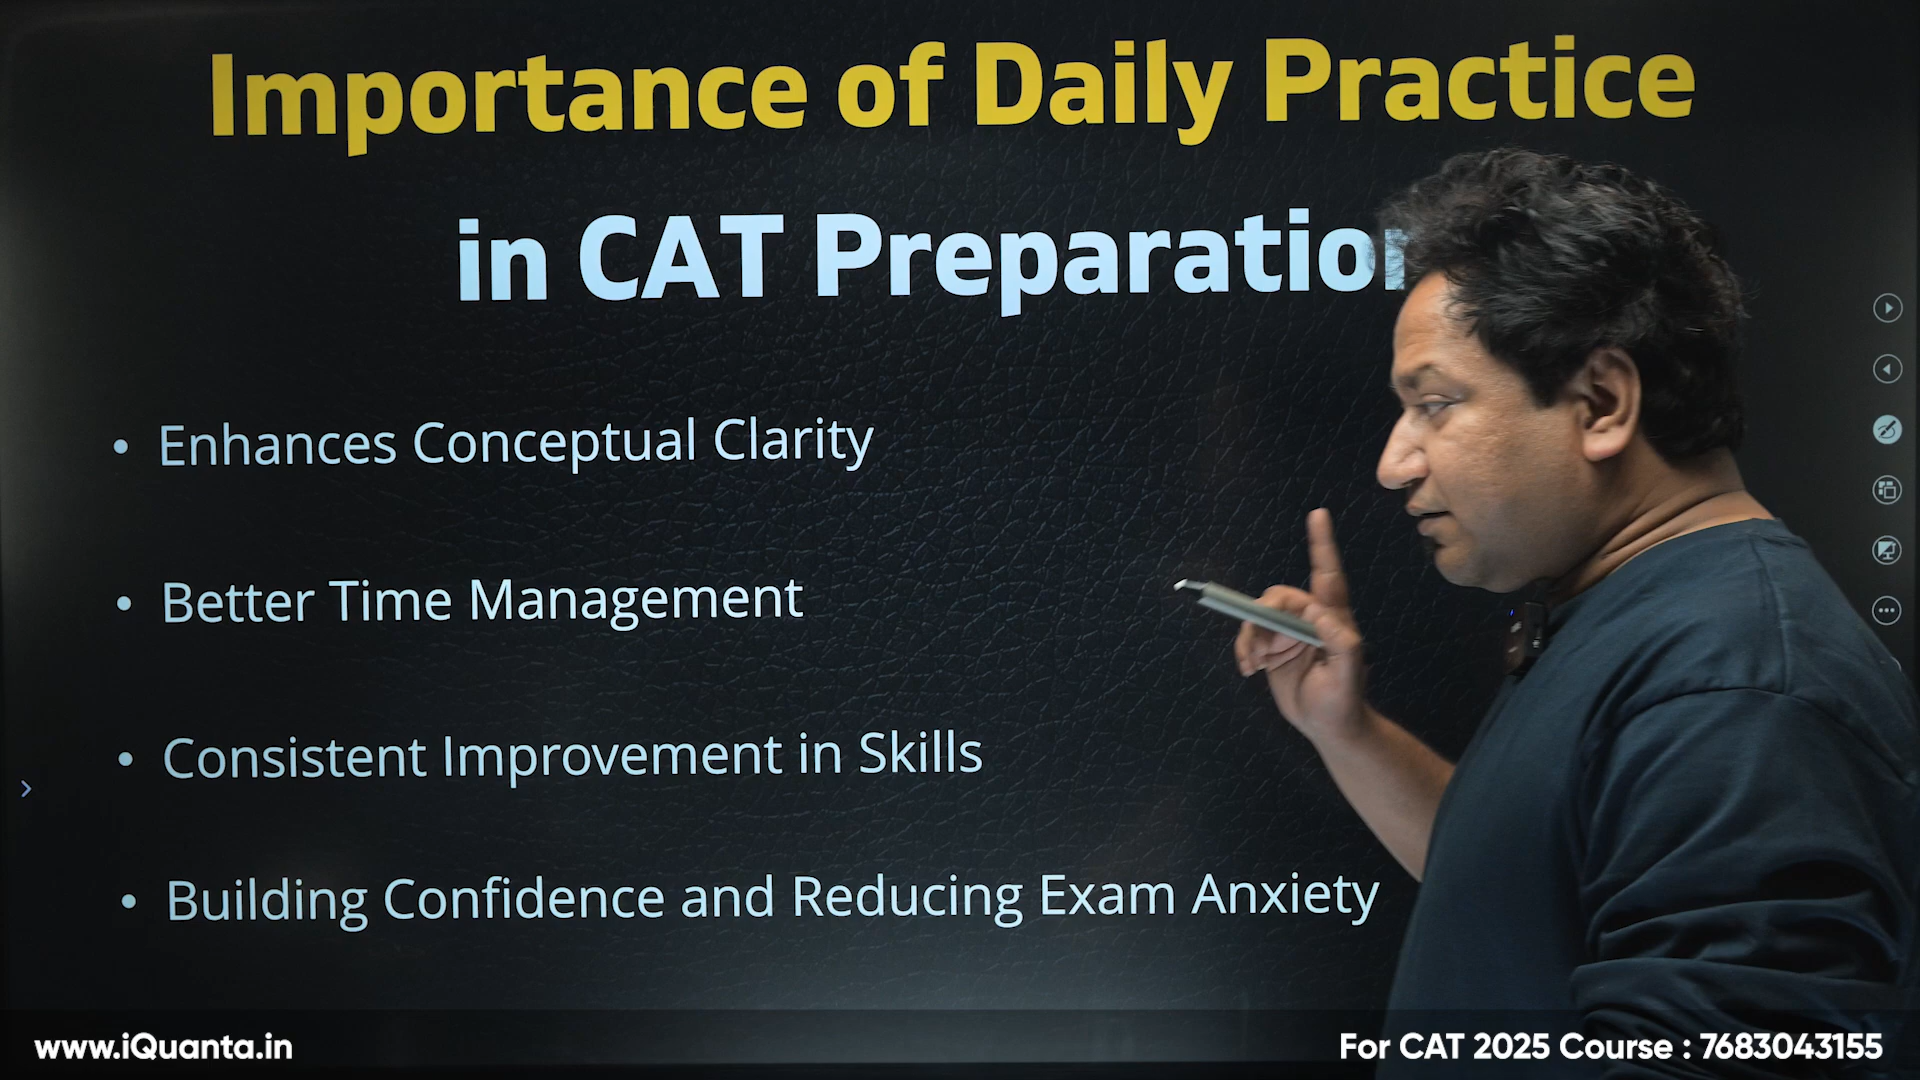 Importance of Daily Practice
in CAT Preparation
• Enhances Conceptual Clarity
• Better Time Management
• Consistent Improvement in Skills
• Building Confidence and Reducing Exam Anxiety
www.iQuanta.in
For CAT 2025 Course : 7683043155